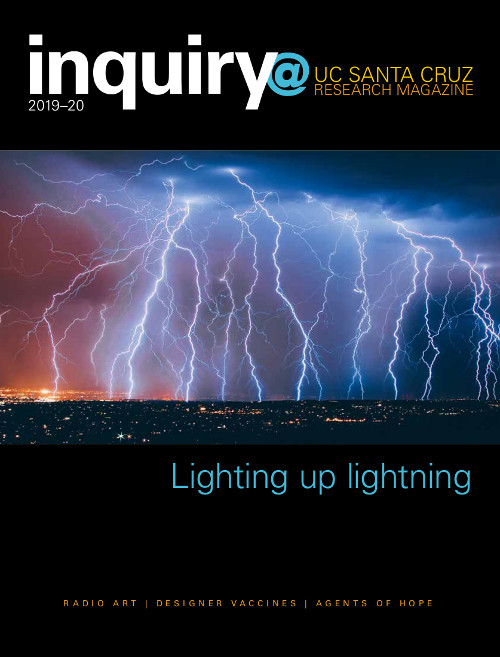 inquiry@ UC SANTA CRUZ
RESEARCH MAGAZINE
2019–20
Lighting up lightning
RADIO ART | DESIGNER VACCINES | AGENTS OF HOPE